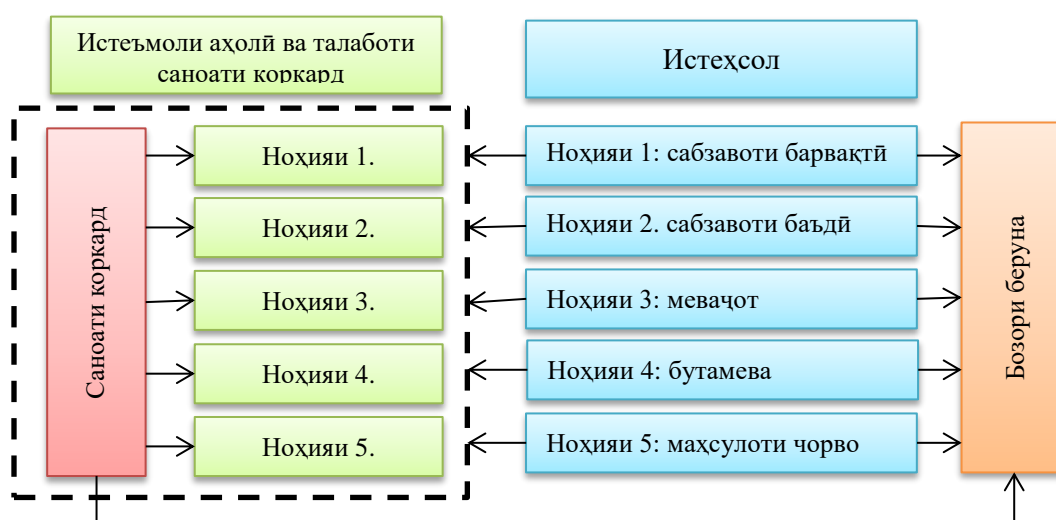 Истеъмоли аҳолӣ ва талаботи
саноати коркард
Истеҳсол
Саноати коркард
Ноҳияи 1.
Ноҳияи 2.
Ноҳияи 3.
Ноҳияи 4.
Ноҳияи 5.
Ноҳияи 1: сабзавоти барвақтӣ
Ноҳияи 2. сабзавоти баъдӣ
Ноҳияи 3: меваҷот
Ноҳияи 4: бутамева
Ноҳияи 5: маҳсулоти чорво
Бозори беруна